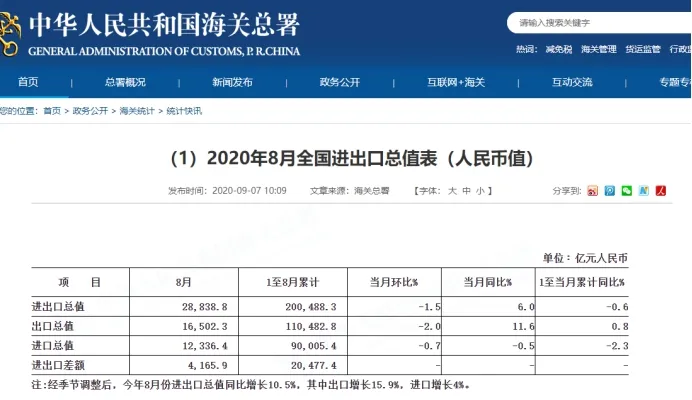 中华人民共和国海关总署
GENERAL ADMINISTRATION OF CUSTOMS, P. R.CHINA
请输入搜索关键字
热词： 减免税 海关管理 货运监管 行政监
首页 | 总署概况 | 新闻发布 | 政务公开 | 互联网+海关 | 互动交流 | 专题专
您的位置： 首页 > 政务公开 > 海关统计 > 统计快讯
（1）2020年8月全国进出口总值表（人民币值）
发布时间：2020-09-07 10:09 文章来源：海关总署 【字体： 大 中 小 】 分享到:
单位：亿元人民币
项 目 8月 1至8月累计 当月环比% 当月同比% 1至当月累计同比%
进出口总值 28,838.8 200,488.3 -1.5 6.0 -0.6
出口总值 16,502.3 110,482.8 -2.0 11.6 0.8
进口总值 12,336.4 90,005.4 -0.7 -0.5 -2.3
进出口差额 4,165.9 20,477.4 - - -
注:经季节调整后，今年8月份进出口总值同比增长10.5%，其中出口增长15.9%，进口增长4%。